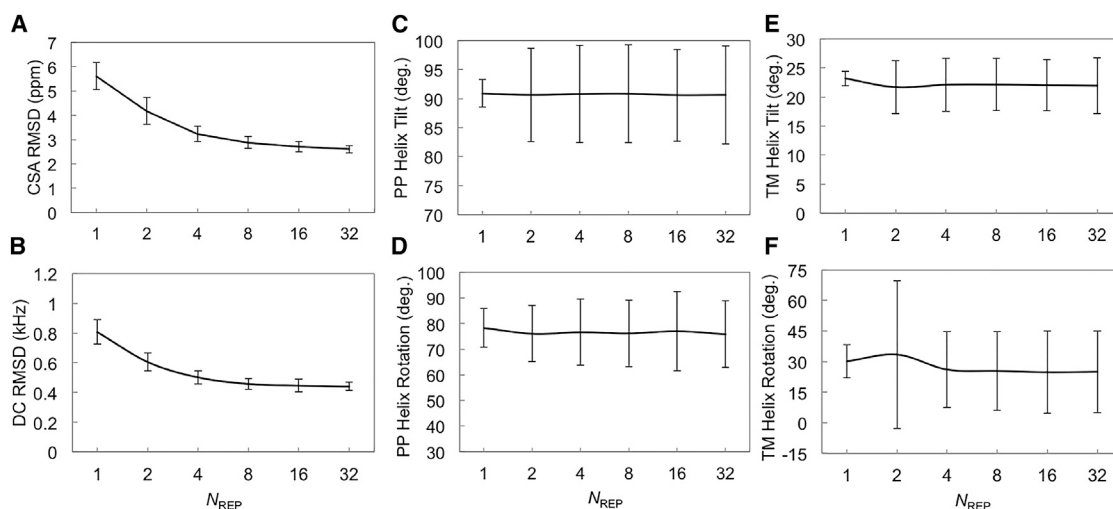 A
CSA RMSD (ppm)
7
6
5
4
3
2
1
0
1 2 4 8 16 32
B
DC RMSD (kHz)
1.2
1
0.8
0.6
0.4
0.2
0
1 2 4 8 16 32
NREP
C
PP Helix Tilt (deg.)
100
95
90
85
80
75
70
1 2 4 8 16 32
D
PP Helix Rotation (deg.)
100
90
80
70
60
50
40
30
1 2 4 8 16 32
NREP
E
TM Helix Tilt (deg.)
30
25
20
15
10
5
0
1 2 4 8 16 32
F
TM Helix Rotation (deg.)
75
60
45
30
15
0
-15
1 2 4 8 16 32
NREP